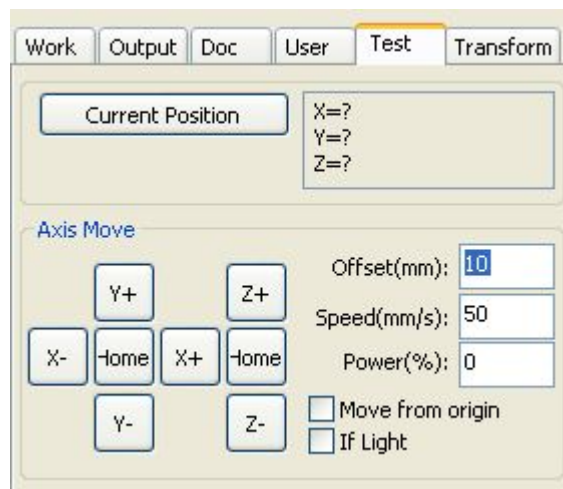 Work Output Doc User Test Transform
Current Position
X=?
Y=?
Z=?
Axis Move
Offset(mm): 10
Y+ Z+
Speed(mm/s): 50
X- Home X+ Home
Power(%): 0
Move from origin
Y- Z-
If Light